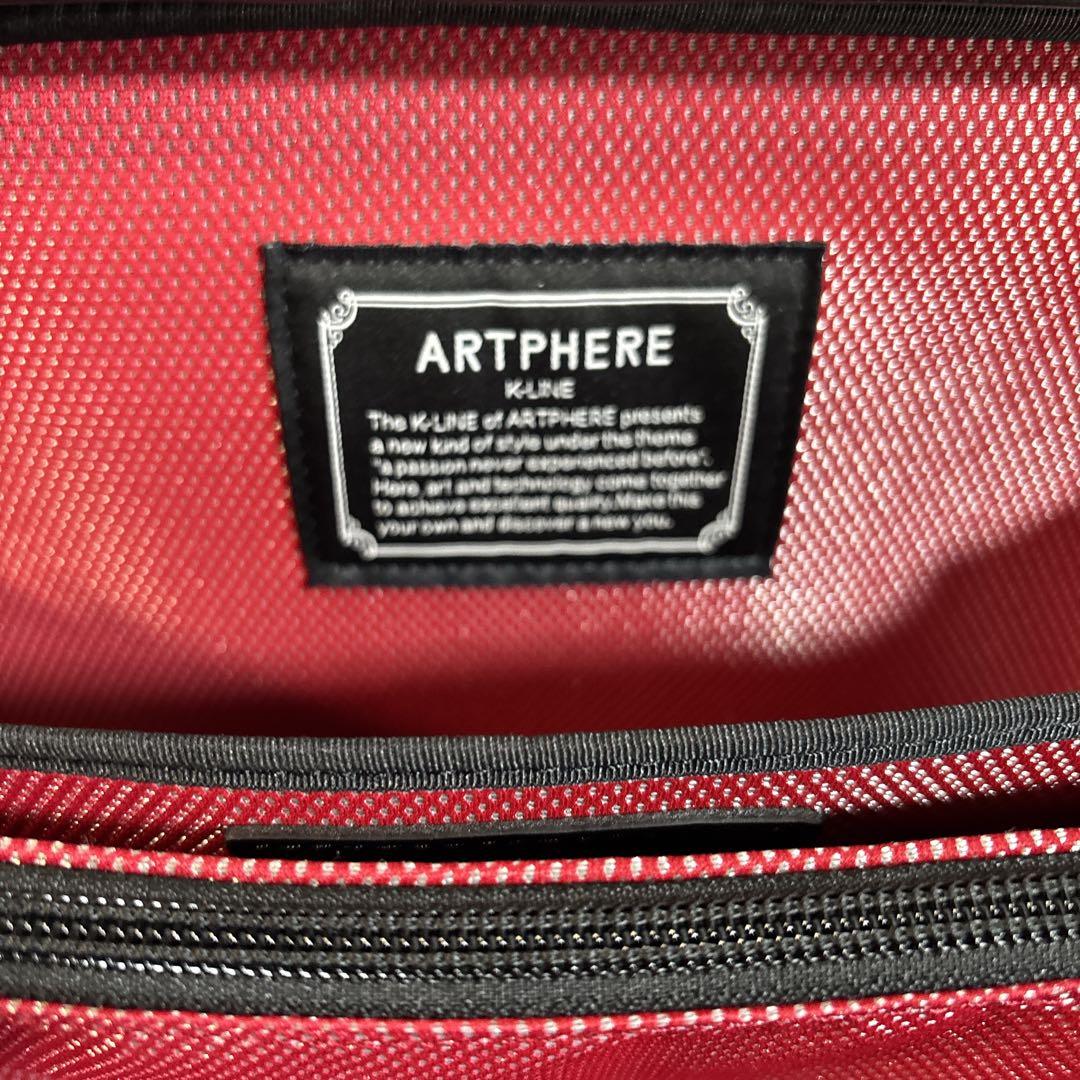 ARTPHERE
K-LINE
The K-LINE of ARTPHERE presents
a new kind of style under the theme
"a passion never experienced before".
Here, art and technology come together
to achieve excellent quality. Make this
your own and discover a new you.